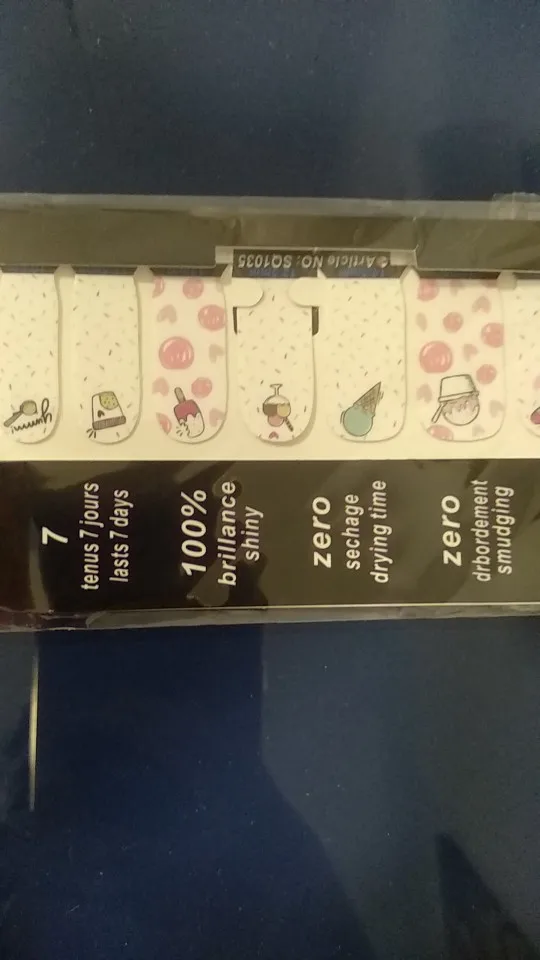 Article NO: SQ1035
yummi
7
tenus 7 jours
lasts 7 days
100%
brillance
shiny
zero
sechage
drying time
zero
drbordement
smudging